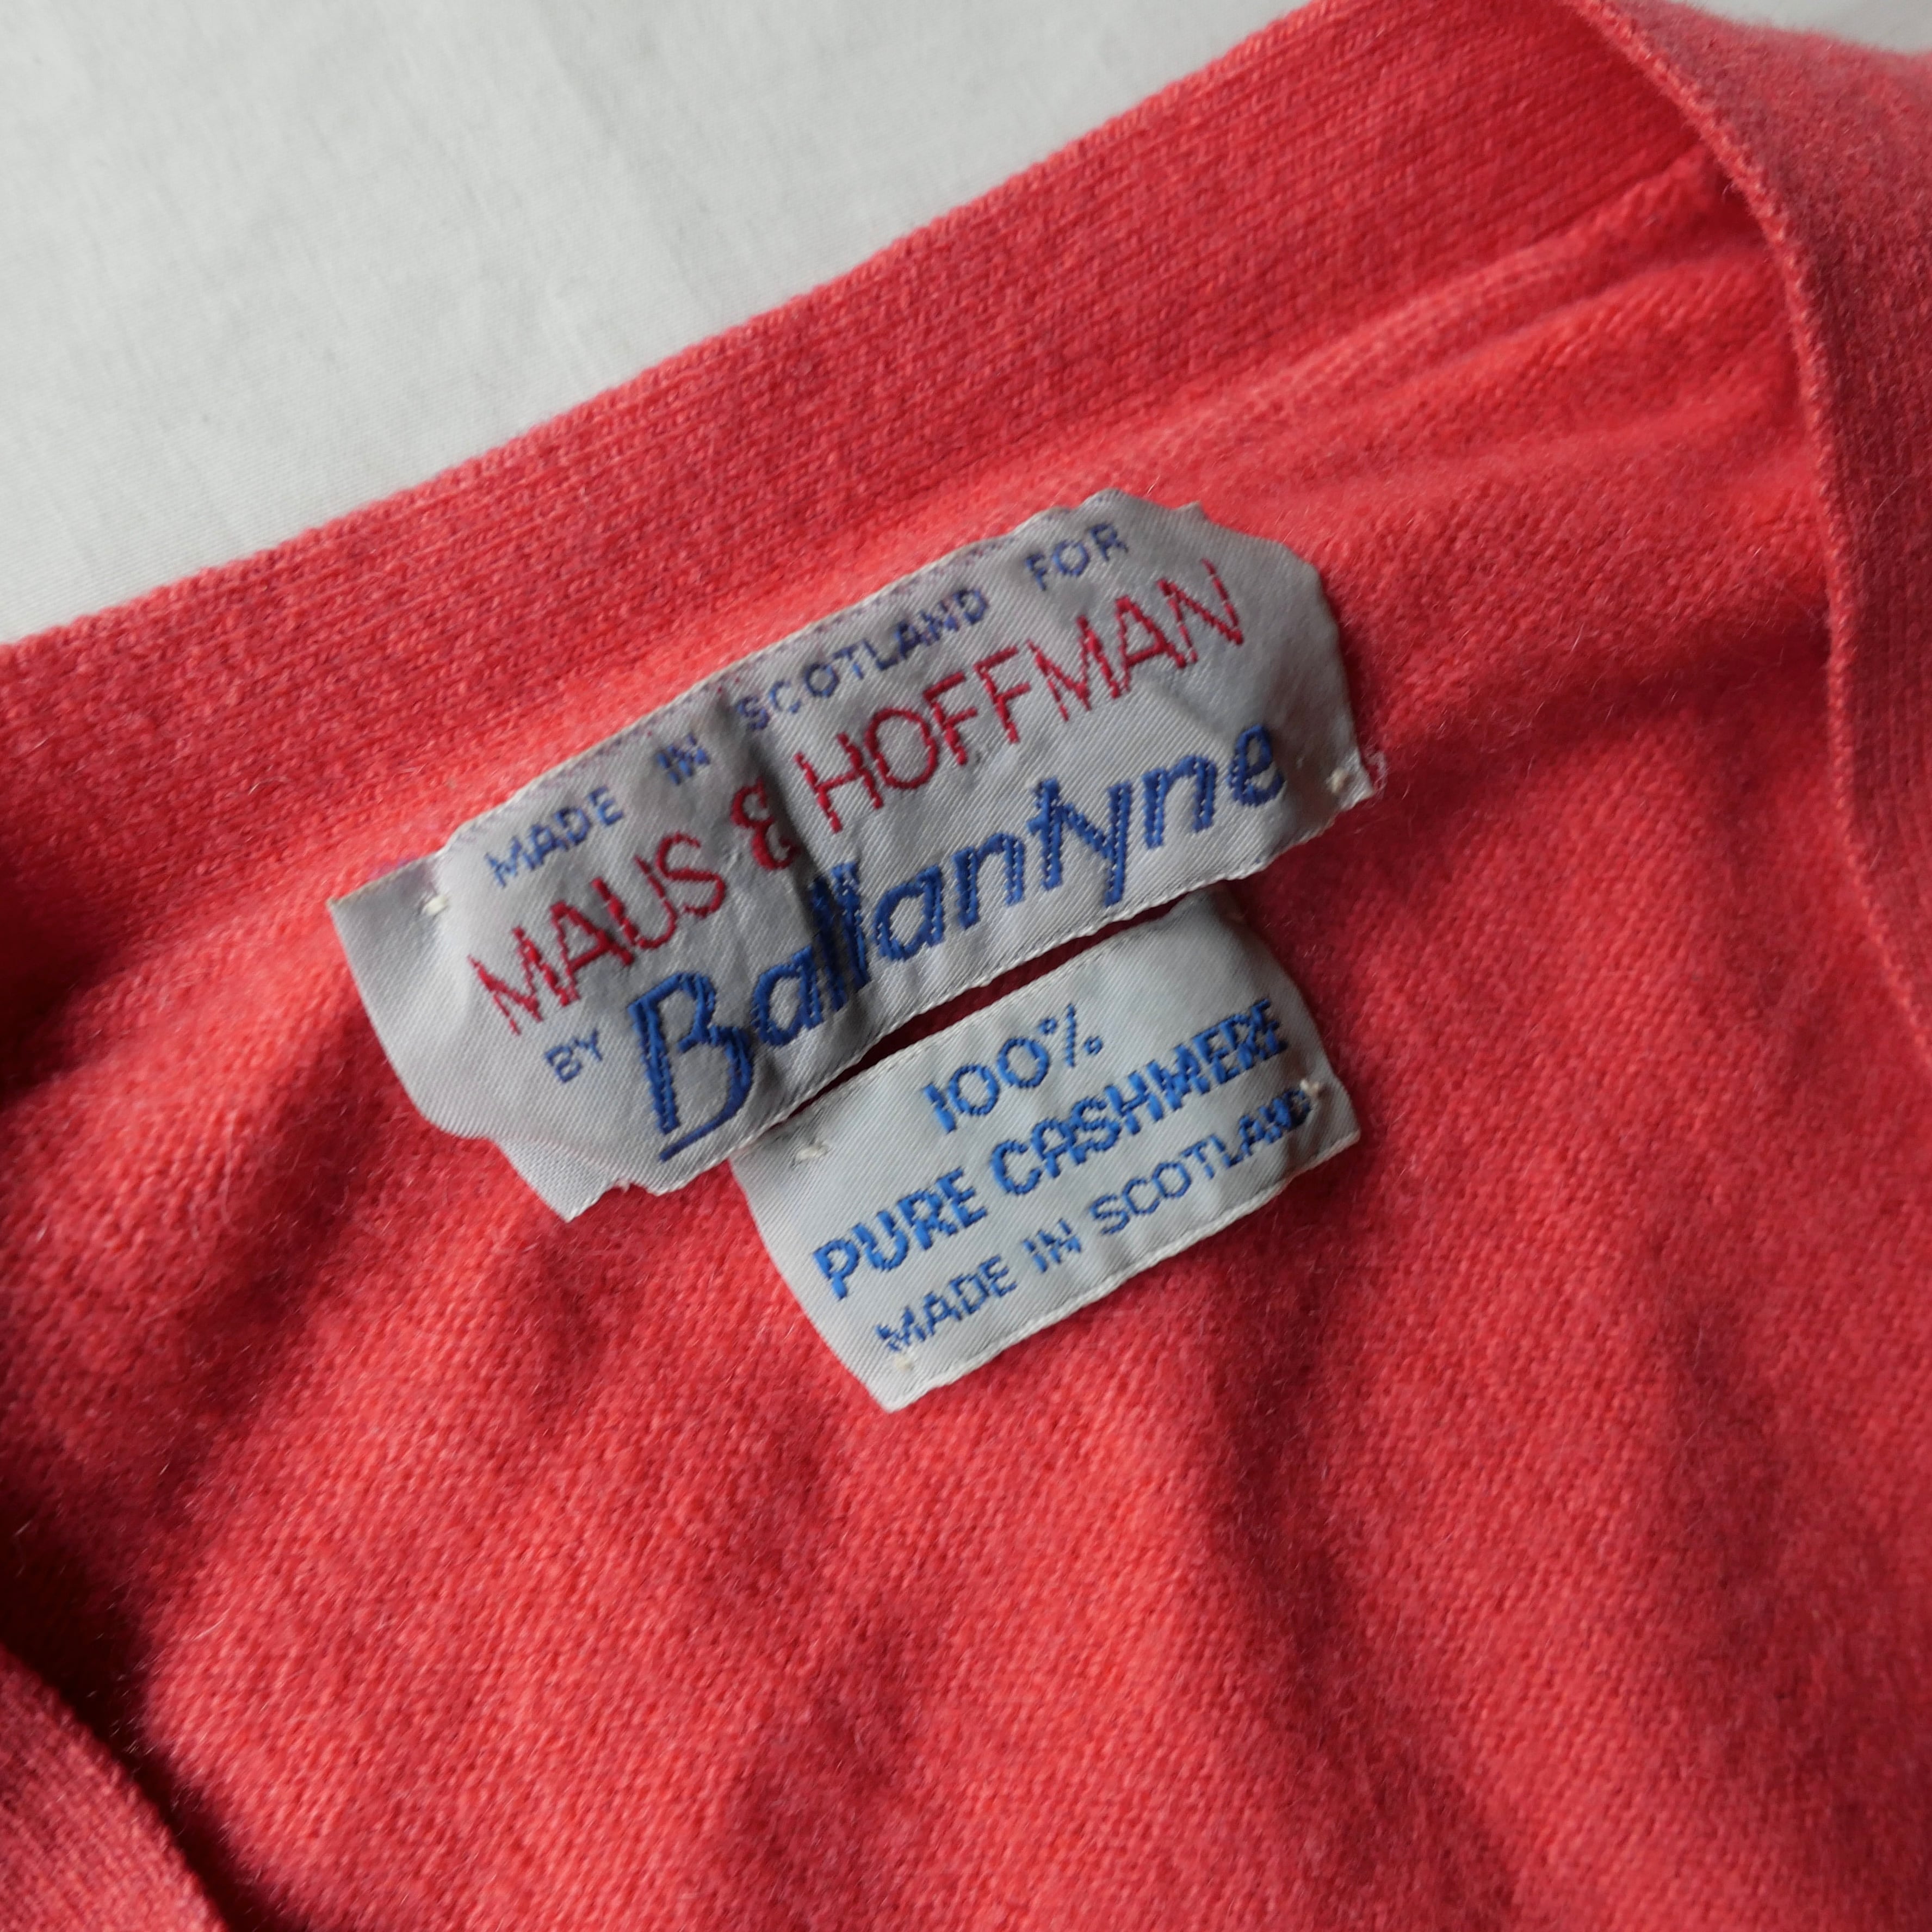 MADE IN SCOTLAND FOR
MAUS & HOFFMAN
BY Ballantyne
100%
PURE CASHMERE
MADE IN SCOTLAND